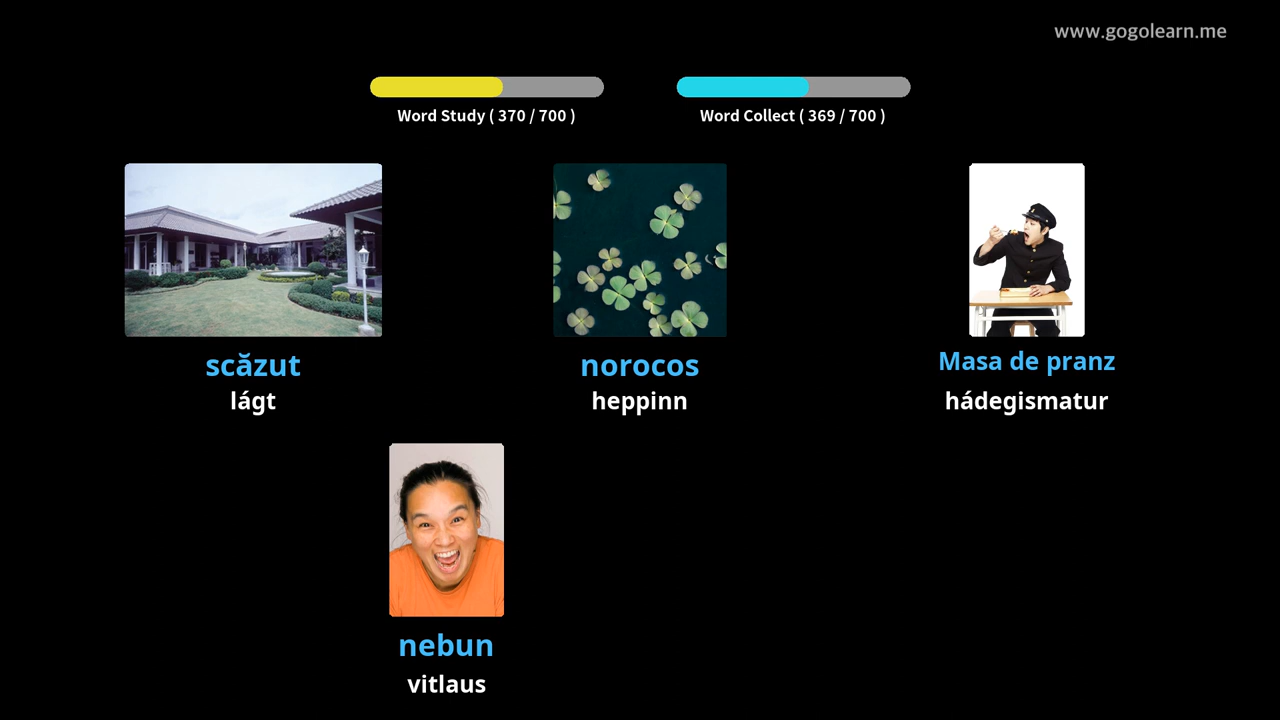 www.gogolearn.me
Word Study ( 370 / 700 )
Word Collect ( 369 / 700 )
scăzut
lágt
norocos
heppinn
Masa de pranz
hádegismatur
nebun
vitlaus